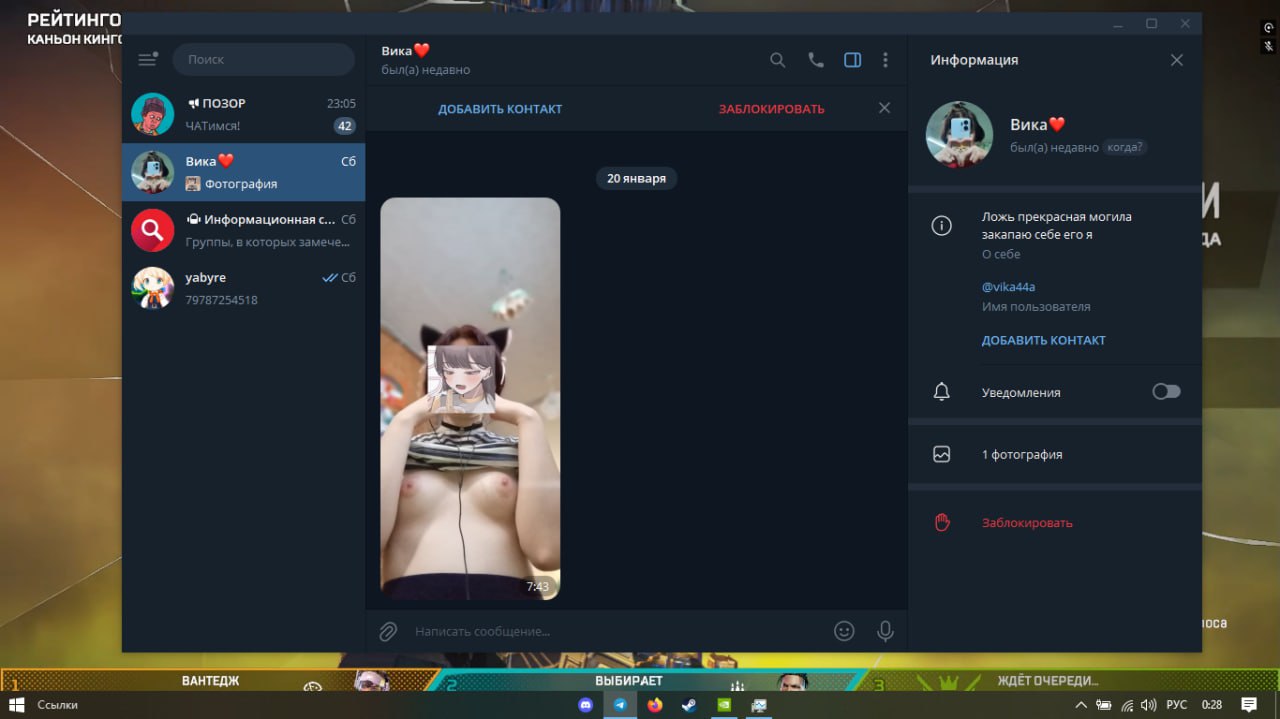 РЕЙТИНГО
КАНЬОН КИНГС
Поиск
ПОЗОР 23:05
ЧАТимся! 42
Вика❤️ Сб
Фотография
Информационная с... Сб
Группы, в которых замече...
yabyre Сб
79787254518
Вика❤️
был(а) недавно
ДОБАВИТЬ КОНТАКТ ЗАБЛОКИРОВАТЬ
20 января
7:43
Написать сообщение...
Информация
Вика❤️
был(а) недавно когда?
Ложь прекрасная могила
закапаю себе его я
О себе
@vika44a
Имя пользователя
ДОБАВИТЬ КОНТАКТ
Уведомления
1 фотография
Заблокировать
1 ВАНТЕДЖ 2 ВЫБИРАЕТ 3 ЖДЁТ ОЧЕРЕДИ...
Ссылки РУС 0:28